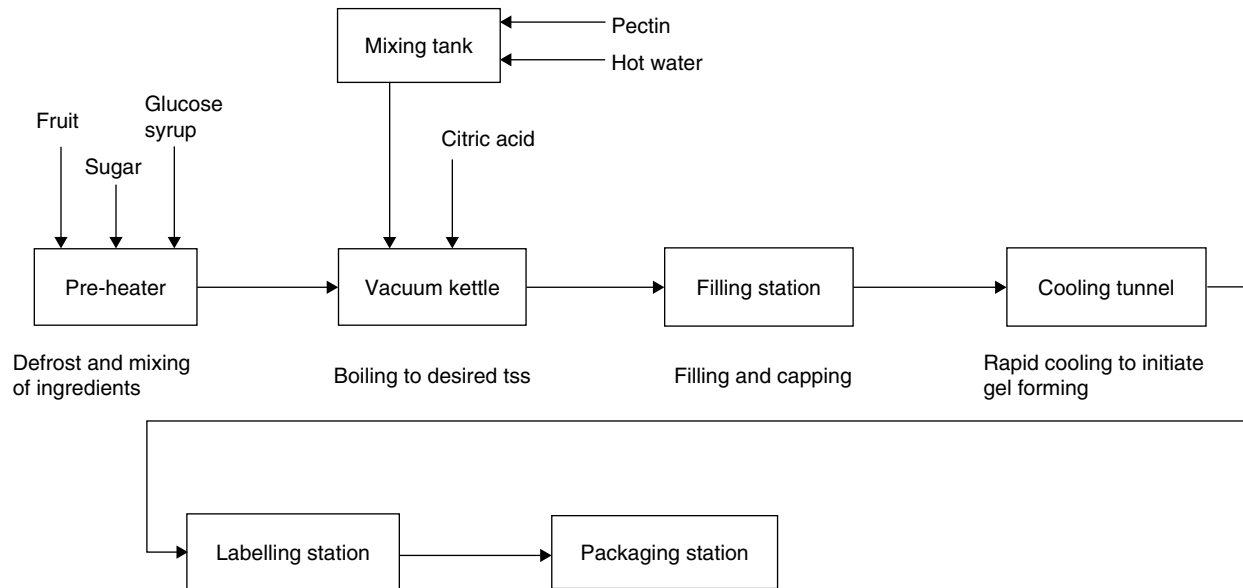 Mixing tank
Pectin
Hot water
Fruit
Sugar
Glucose
syrup
Citric acid
Pre-heater
Vacuum kettle
Filling station
Cooling tunnel
Defrost and mixing
of ingredients
Boiling to desired tss
Filling and capping
Rapid cooling to initiate
gel forming
Labelling station
Packaging station